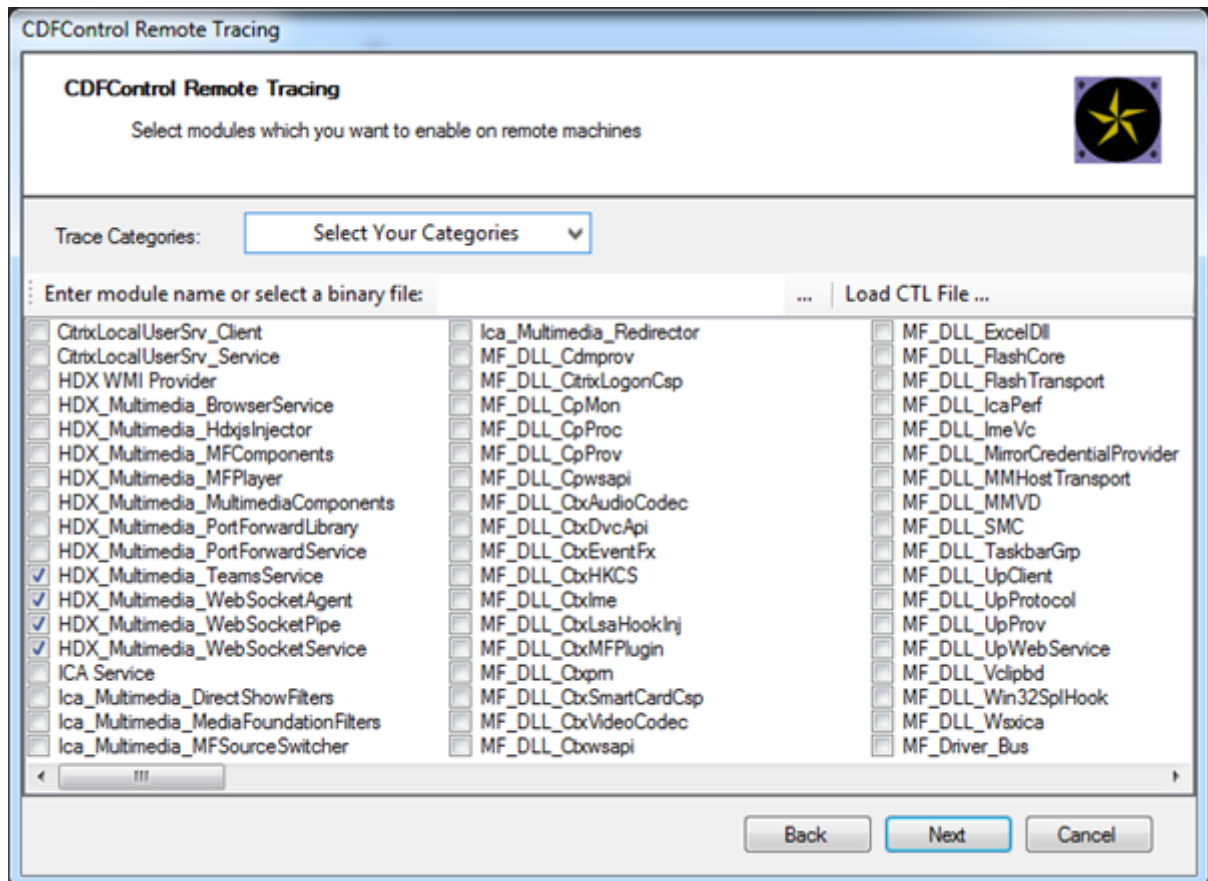 CDFControl Remote Tracing
CDFControl Remote Tracing
Select modules which you want to enable on remote machines
Trace Categories:
Select Your Categories
Enter module name or select a binary file:
...
Load CTL File ...
CitrixLocalUserSrv_Client
CitrixLocalUserSrv_Service
HDX WMI Provider
HDX_Multimedia_BrowserService
HDX_Multimedia_HdxjsInjector
HDX_Multimedia_MFComponents
HDX_Multimedia_MFPlayer
HDX_Multimedia_MultimediaComponents
HDX_Multimedia_PortForwardLibrary
HDX_Multimedia_PortForwardService
HDX_Multimedia_TeamsService
HDX_Multimedia_WebSocketAgent
HDX_Multimedia_WebSocketPipe
HDX_Multimedia_WebSocketService
ICA Service
Ica_Multimedia_DirectShowFilters
Ica_Multimedia_MediaFoundationFilters
Ica_Multimedia_MFSourceSwitcher
Ica_Multimedia_Redirector
MF_DLL_Cdmprov
MF_DLL_CitrixLogonCsp
MF_DLL_CpMon
MF_DLL_CpProc
MF_DLL_CpProv
MF_DLL_Cpwsapi
MF_DLL_CtxAudioCodec
MF_DLL_CtxDvcApi
MF_DLL_CtxEventFx
MF_DLL_CtxHKCS
MF_DLL_CtxIme
MF_DLL_CtxLsaHookInj
MF_DLL_CtxMFPlugin
MF_DLL_Ctxpm
MF_DLL_CtxSmartCardCsp
MF_DLL_CtxVideoCodec
MF_DLL_Ctxwsapi
MF_DLL_ExcelDll
MF_DLL_FlashCore
MF_DLL_FlashTransport
MF_DLL_IcaPerf
MF_DLL_ImeVc
MF_DLL_MirrorCredentialProvider
MF_DLL_MMHostTransport
MF_DLL_MMVD
MF_DLL_SMC
MF_DLL_TaskbarGrp
MF_DLL_UpClient
MF_DLL_UpProtocol
MF_DLL_UpProv
MF_DLL_UpWebService
MF_DLL_Vclipbd
MF_DLL_Win32SplHook
MF_DLL_Wsxica
MF_Driver_Bus
Back
Next
Cancel